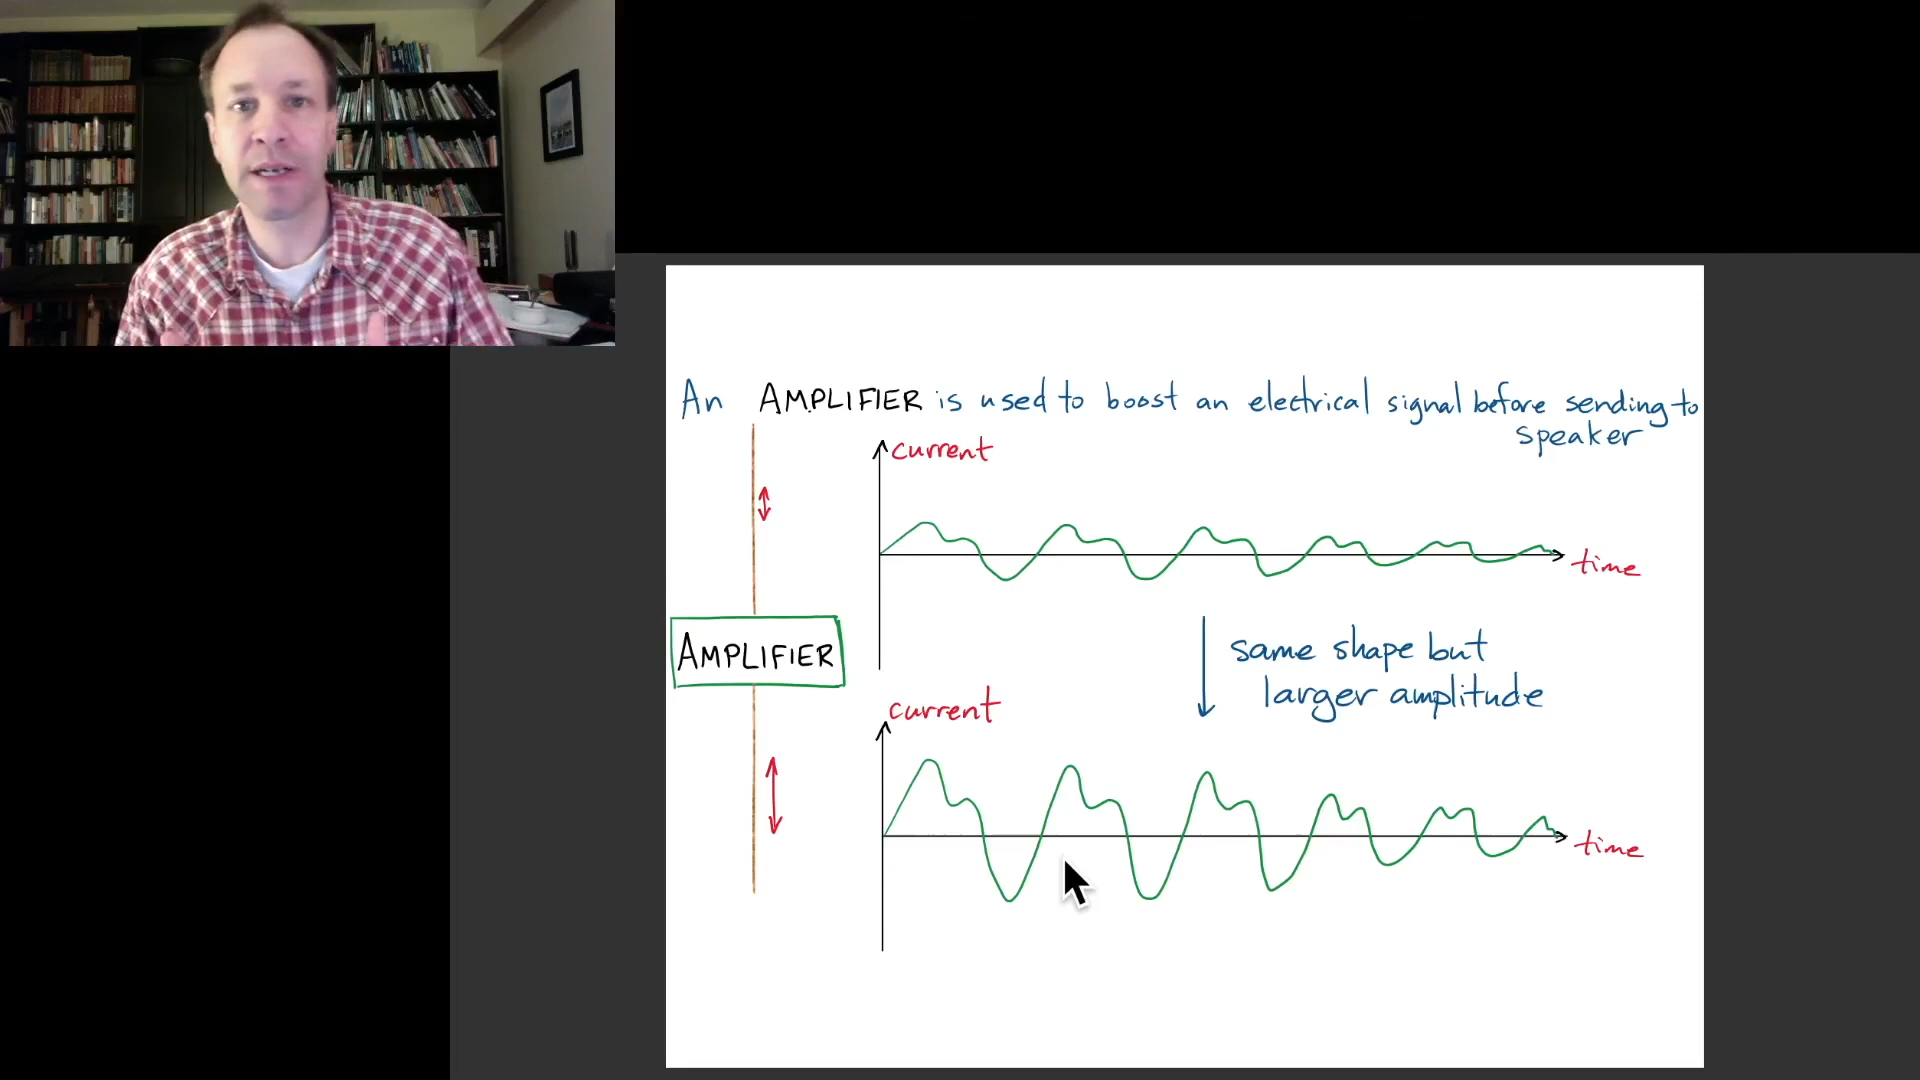 An AMPLIFIER is used to boost an electrical signal before sending to
speaker
current
time
AMPLIFIER
same shape but
larger amplitude
current
time